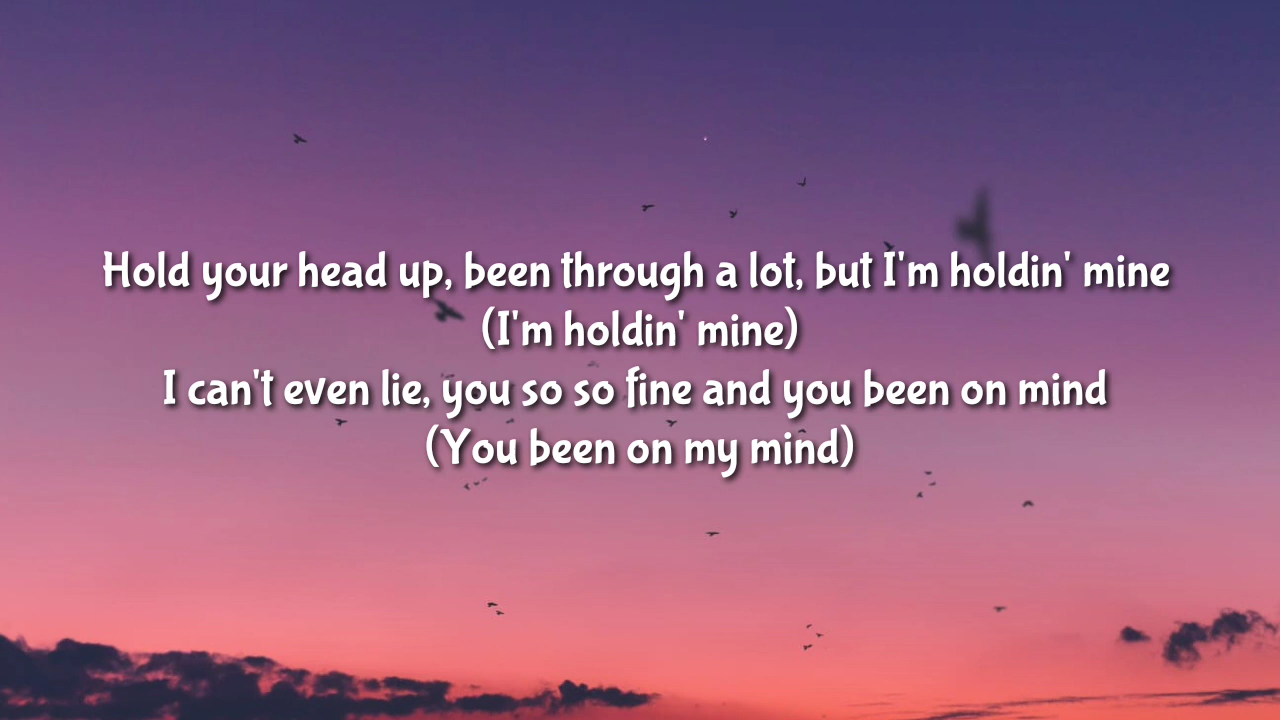 Hold your head up, been through a lot, but I'm holdin' mine
(I'm holdin' mine)
I can't even lie, you so so fine and you been on mind
(You been on my mind)